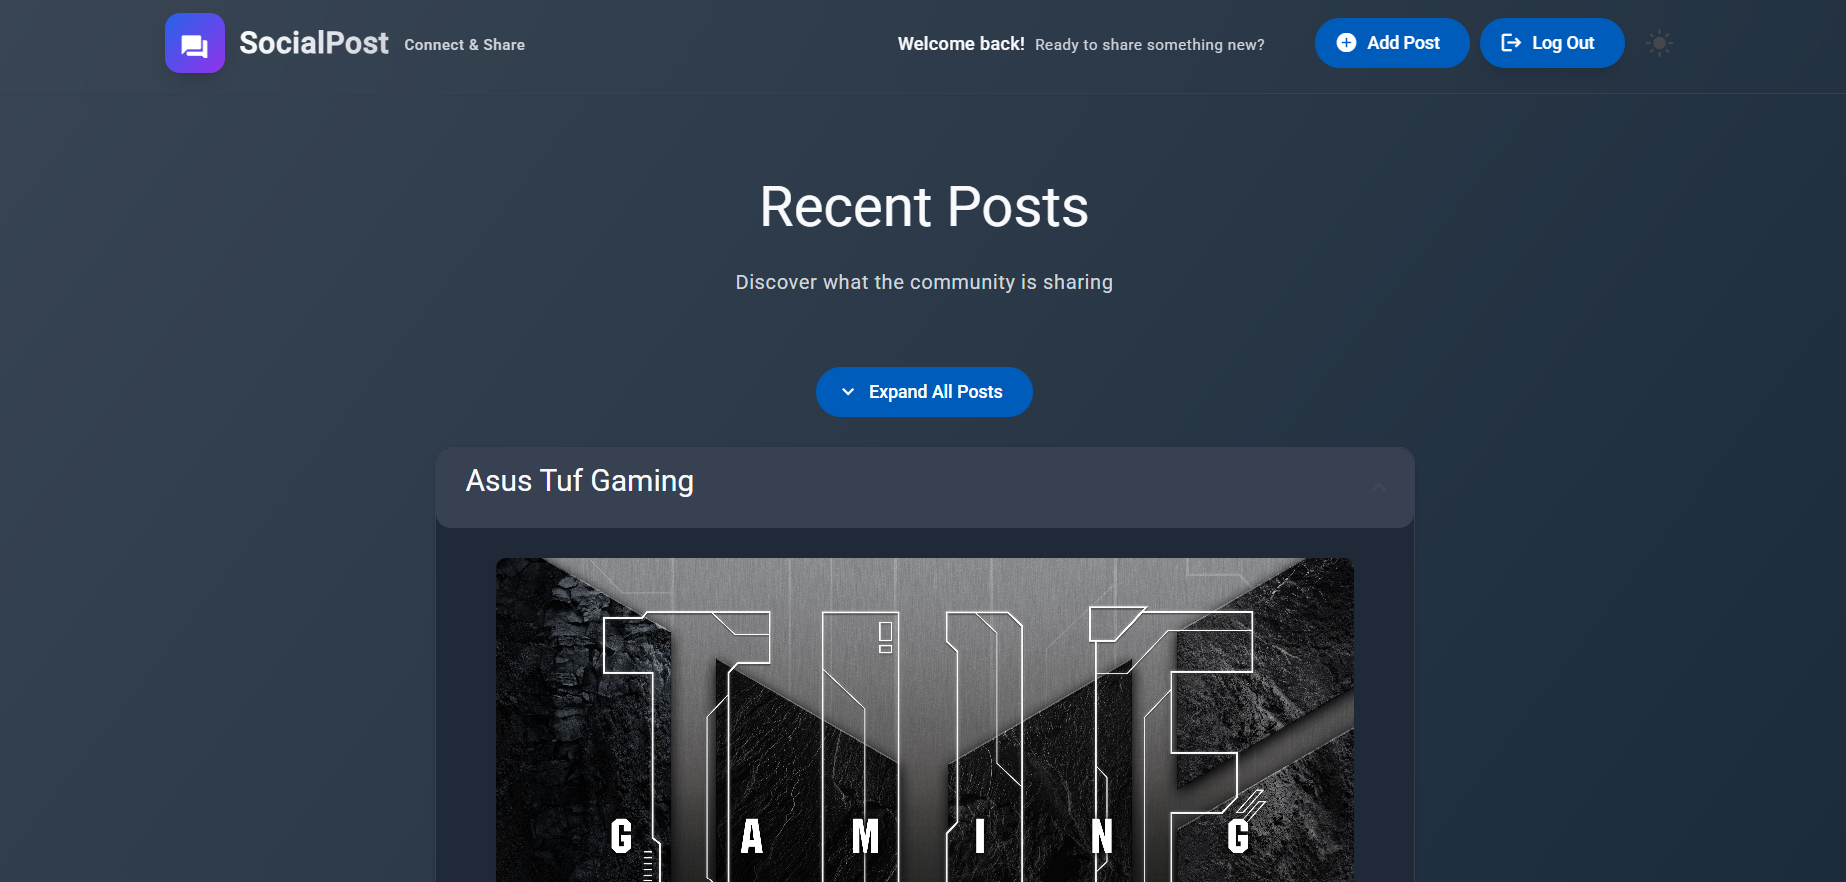 SocialPost Connect & Share
Welcome back! Ready to share something new?
Add Post
Log Out
Recent Posts
Discover what the community is sharing
Expand All Posts
Asus Tuf Gaming
TUF
GAMING